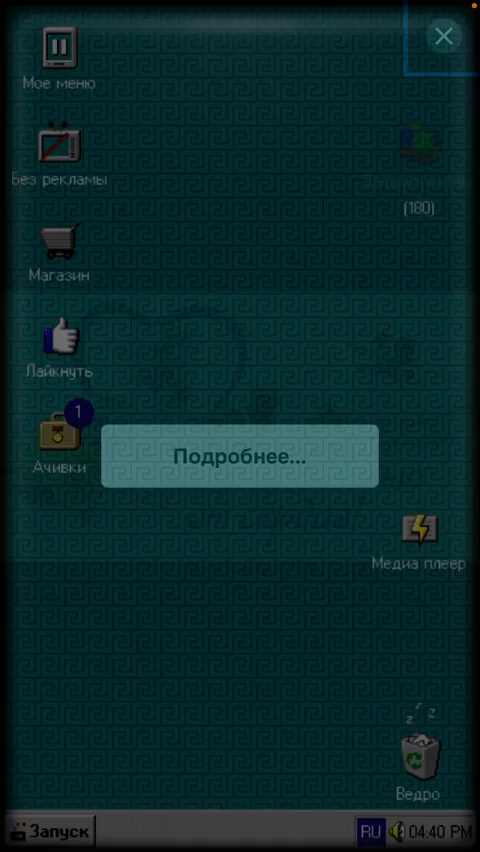 Мое меню
Без рекламы
(180)
Магазин
Лайкнуть
1
Ачивки
Подробнее...
Медиа плеер
z z z
Ведро
Запуск
RU
04:40 PM